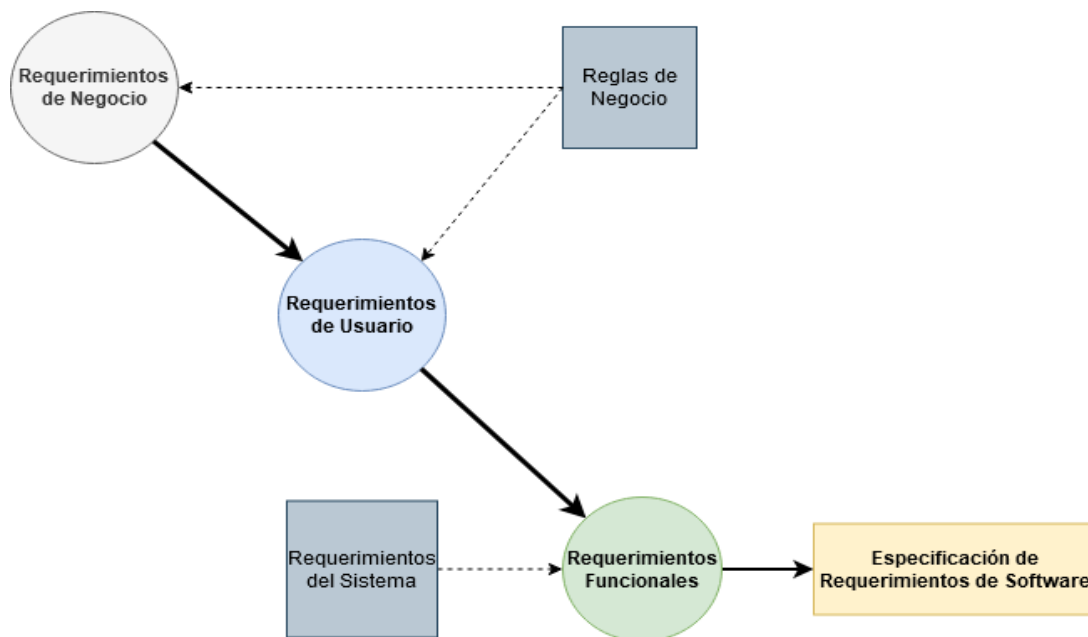 Requerimientos
de Negocio
Reglas de
Negocio
Requerimientos
de Usuario
Requerimientos
del Sistema
Requerimientos
Funcionales
Especificación de
Requerimientos de Software